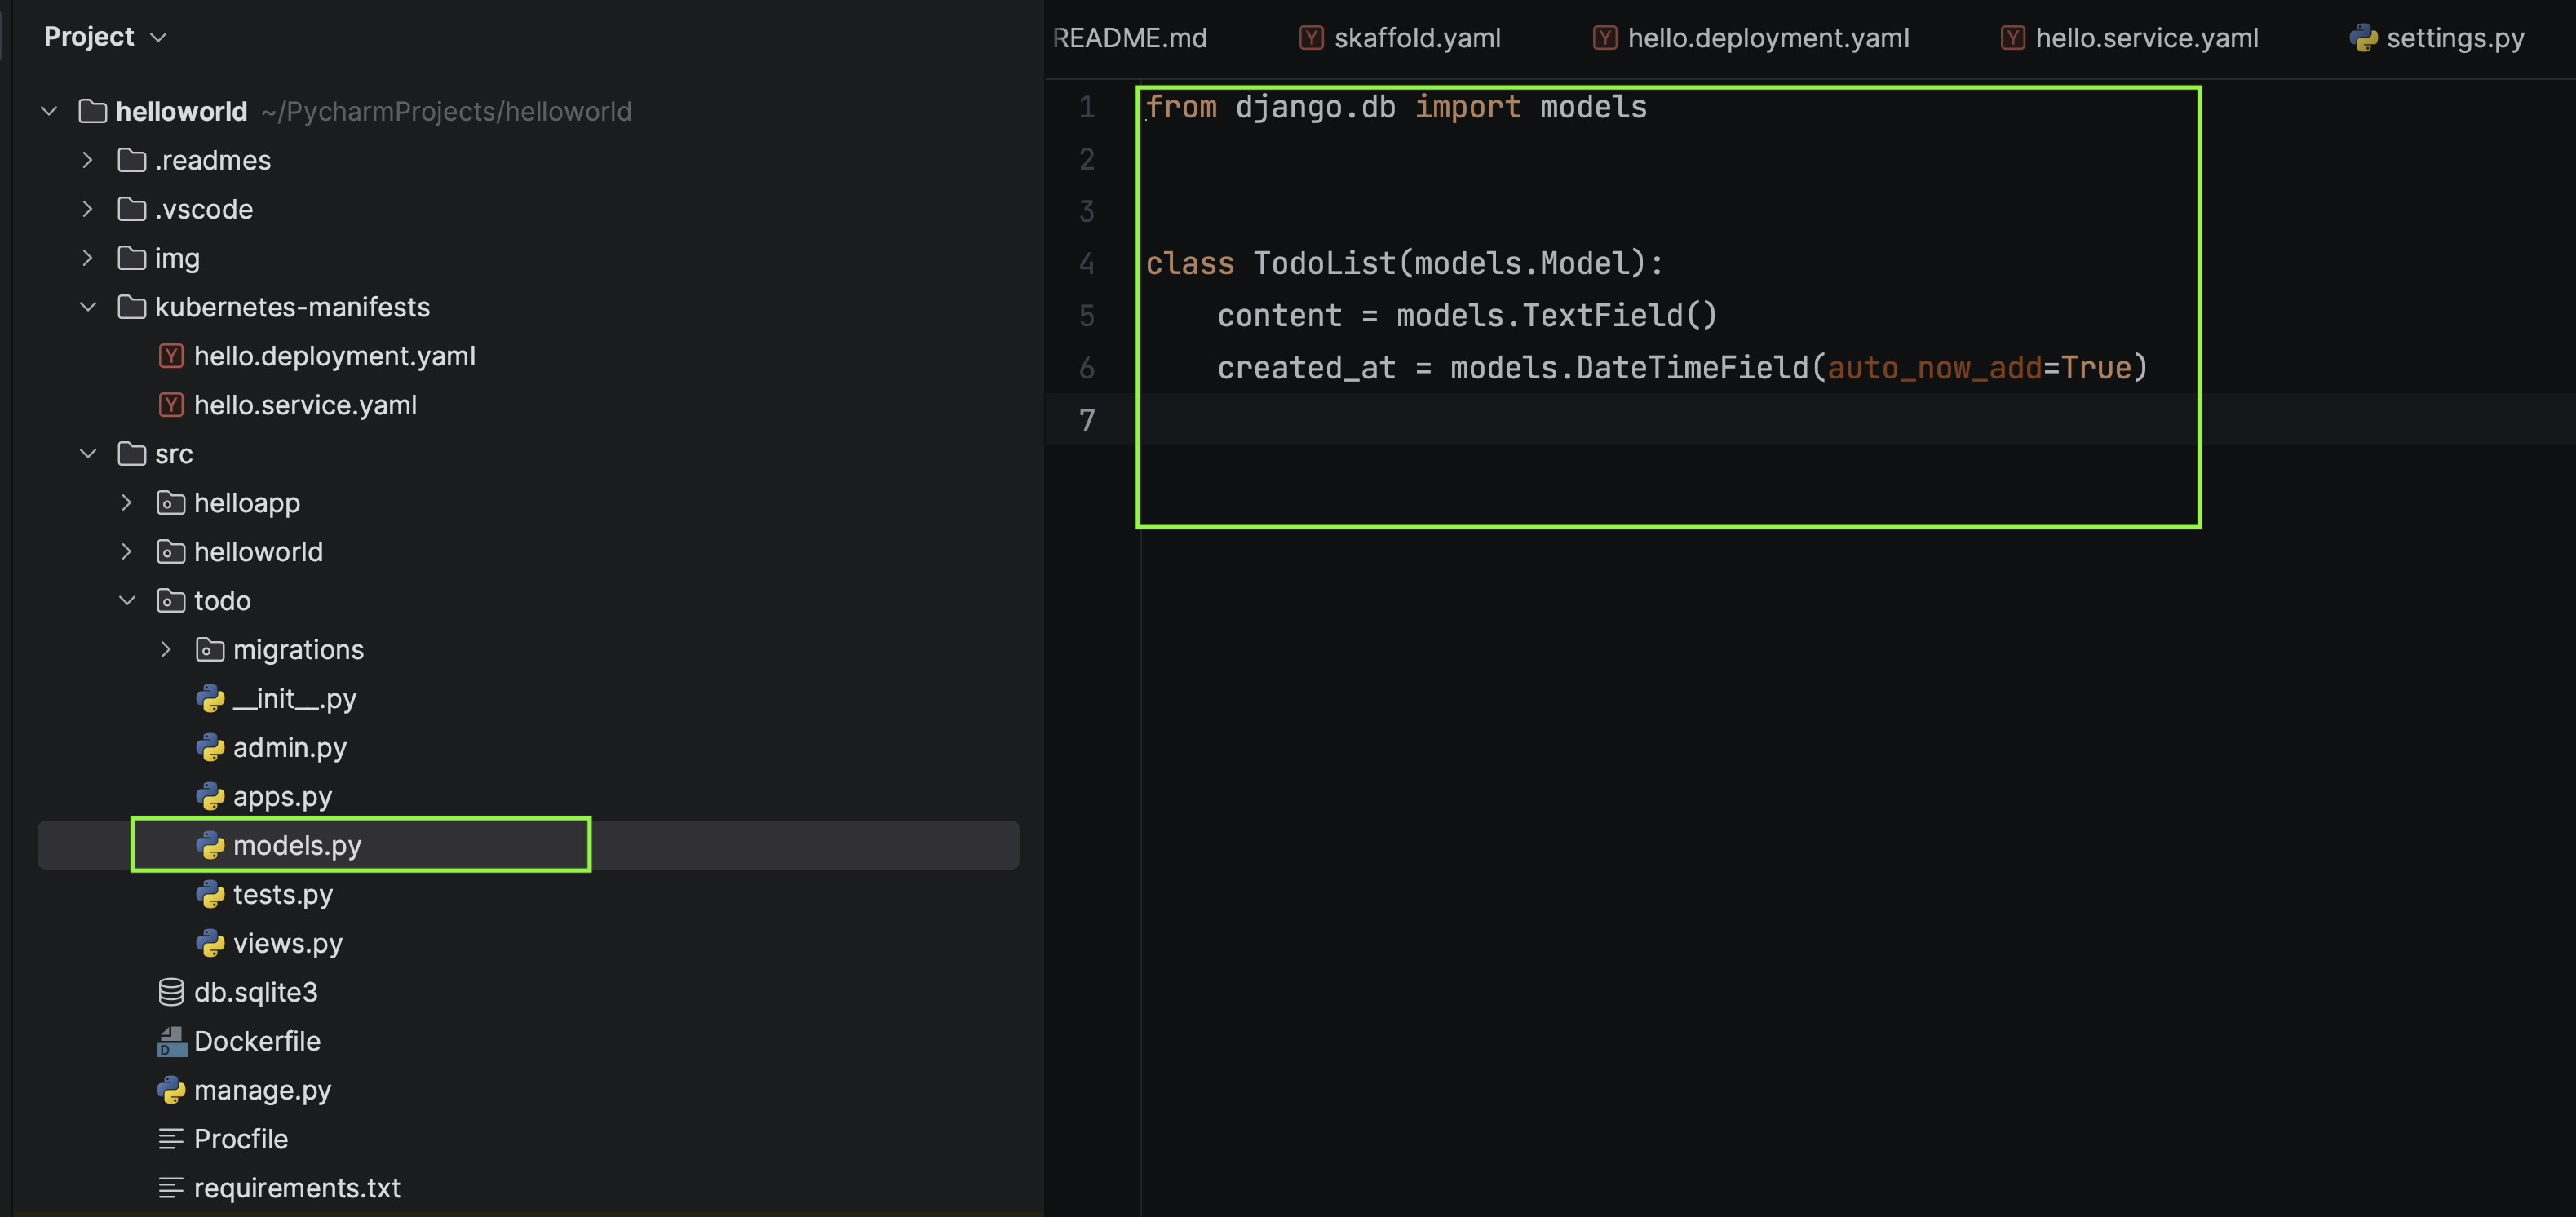 Project
helloworld ~/PycharmProjects/helloworld
.readmes
.vscode
img
kubernetes-manifests
Y hello.deployment.yaml
Y hello.service.yaml
src
helloapp
helloworld
todo
migrations
__init__.py
admin.py
apps.py
models.py
tests.py
views.py
db.sqlite3
D Dockerfile
manage.py
Procfile
requirements.txt
README.md Y skaffold.yaml Y hello.deployment.yaml Y hello.service.yaml settings.py
1 from django.db import models
2
3
4 class TodoList(models.Model):
5     content = models.TextField()
6     created_at = models.DateTimeField(auto_now_add=True)
7